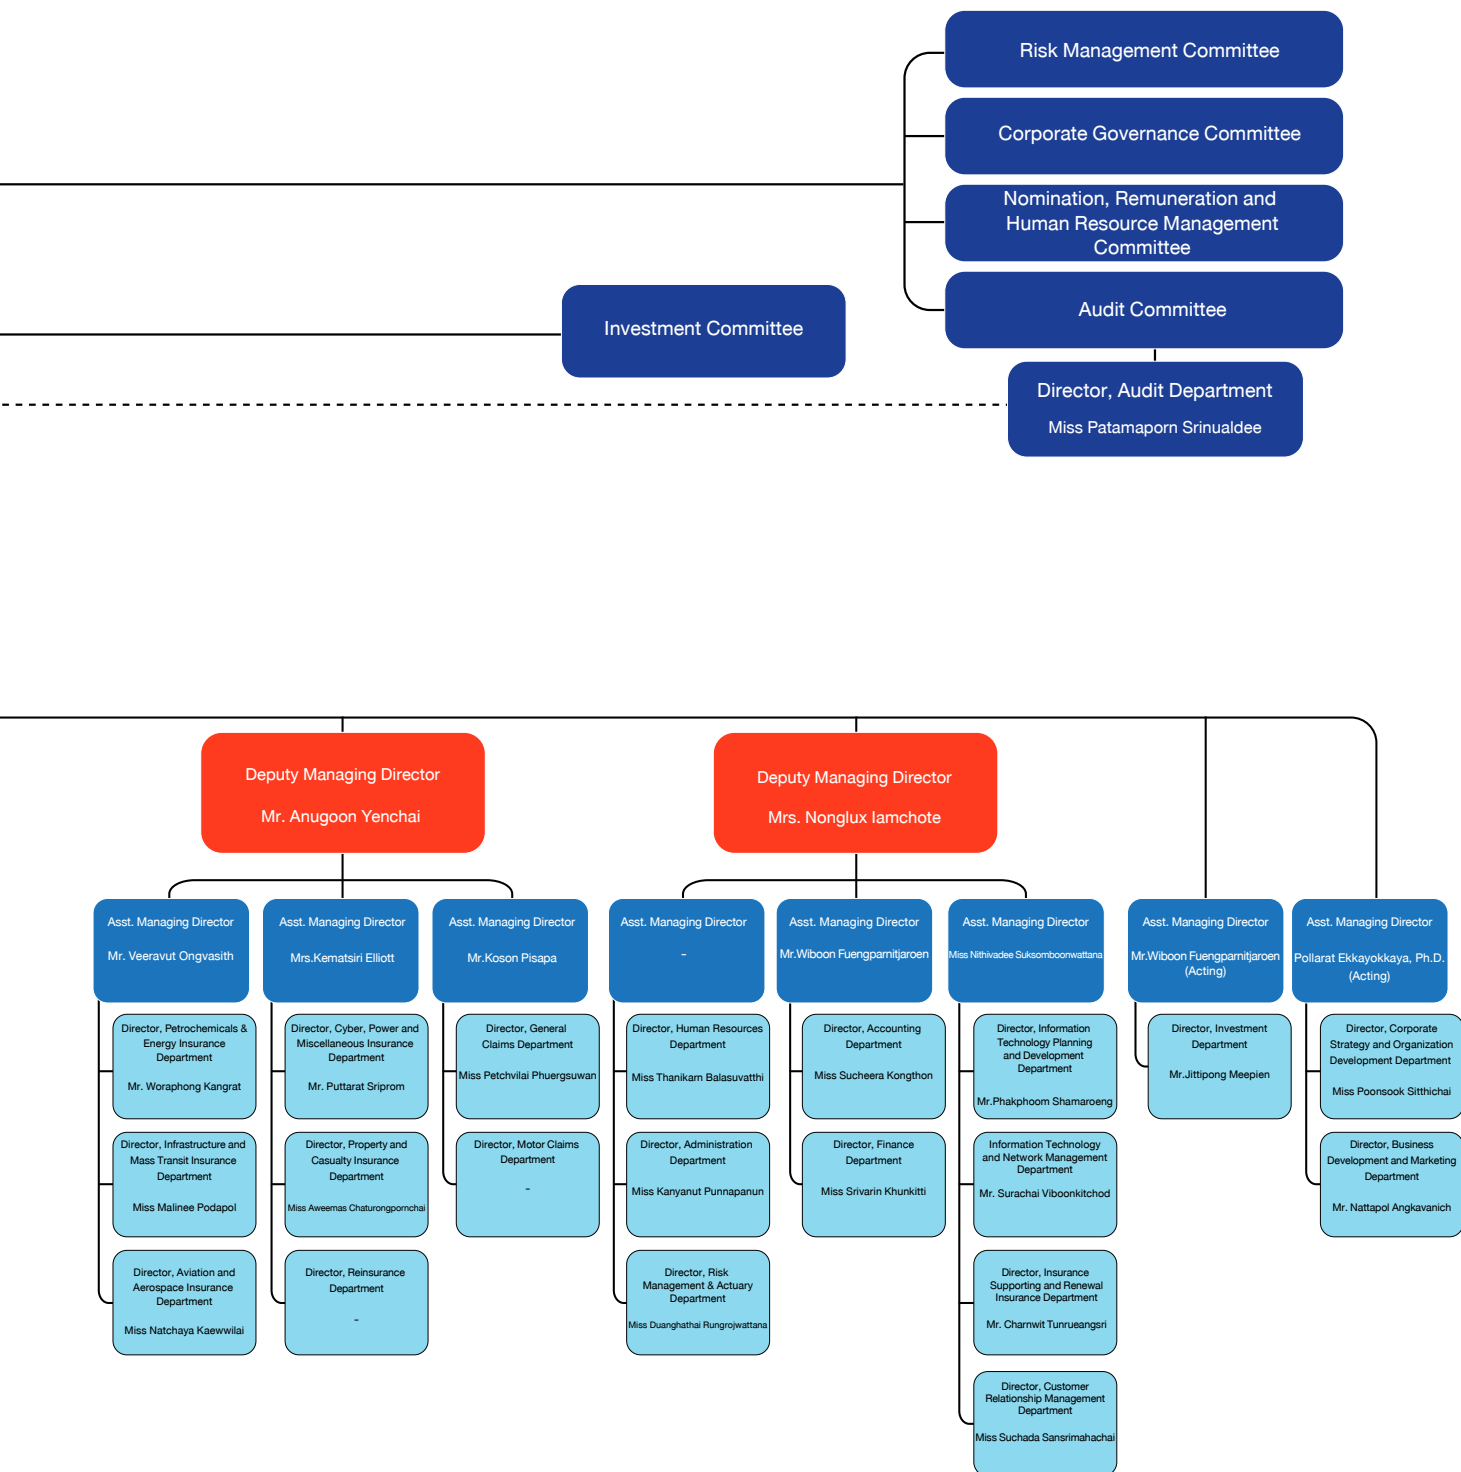 Risk Management Committee
Corporate Governance Committee
Nomination, Remuneration and
Human Resource Management
Committee
Audit Committee
Investment Committee
Director, Audit Department
Miss Patamaporn Srinualdee
Deputy Managing Director
Mr. Anugoon Yenchai
Deputy Managing Director
Mrs. Nonglux Iamchote
Asst. Managing Director
Mr. Veeravut Ongvasith
Asst. Managing Director
Mrs.Kematsiri Elliott
Asst. Managing Director
Mr.Koson Pisapa
Asst. Managing Director
-
Asst. Managing Director
Mr.Wiboon Fuengparnitjaroen
Asst. Managing Director
Miss Nithivadee Suksomboonwattana
Asst. Managing Director
Mr.Wiboon Fuengparnitjaroen
(Acting)
Asst. Managing Director
Pollarat Ekkayokkaya, Ph.D.
(Acting)
Director, Petrochemicals &
Energy Insurance
Department
Mr. Woraphong Kangrat
Director, Cyber, Power and
Miscellaneous Insurance
Department
Mr. Puttarat Sriprom
Director, General
Claims Department
Miss Petchvilai Phuergsuwan
Director, Human Resources
Department
Miss Thanikarn Balasuvatthi
Director, Accounting
Department
Miss Sucheera Kongthon
Director, Information
Technology Planning
and Development
Department
Mr.Phakphoom Shamaroeng
Director, Investment
Department
Mr.Jittipong Meepien
Director, Corporate
Strategy and Organization
Development Department
Miss Poonsook Sitthichai
Director, Infrastructure and
Mass Transit Insurance
Department
Miss Malinee Podapol
Director, Property and
Casualty Insurance
Department
Miss Aweemas Chaturongpornchai
Director, Motor Claims
Department
-
Director, Administration
Department
Miss Kanyanut Punnapanun
Director, Finance
Department
Miss Srivarin Khunkitti
Information Technology
and Network Management
Department
Mr. Surachai Viboonkitchod
Director, Business
Development and Marketing
Department
Mr. Nattapol Angkavanich
Director, Aviation and
Aerospace Insurance
Department
Miss Natchaya Kaewwilai
Director, Reinsurance
Department
-
Director, Risk
Management & Actuary
Department
Miss Duanghathai Rungrojwattana
Director, Insurance
Supporting and Renewal
Insurance Department
Mr. Charnwit Tunrueangsri
Director, Customer
Relationship Management
Department
Miss Suchada Sansrimahachai